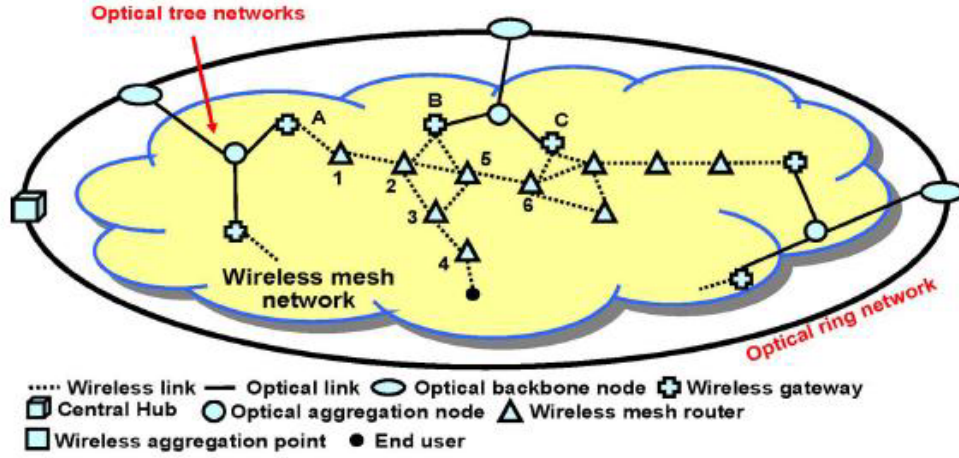 Optical tree networks
A
B
C
1
2
5
3
6
4
Wireless mesh
network
Optical ring network
Wireless link
Optical link
Optical backbone node
Wireless gateway
Central Hub
Optical aggregation node
Wireless mesh router
Wireless aggregation point
End user